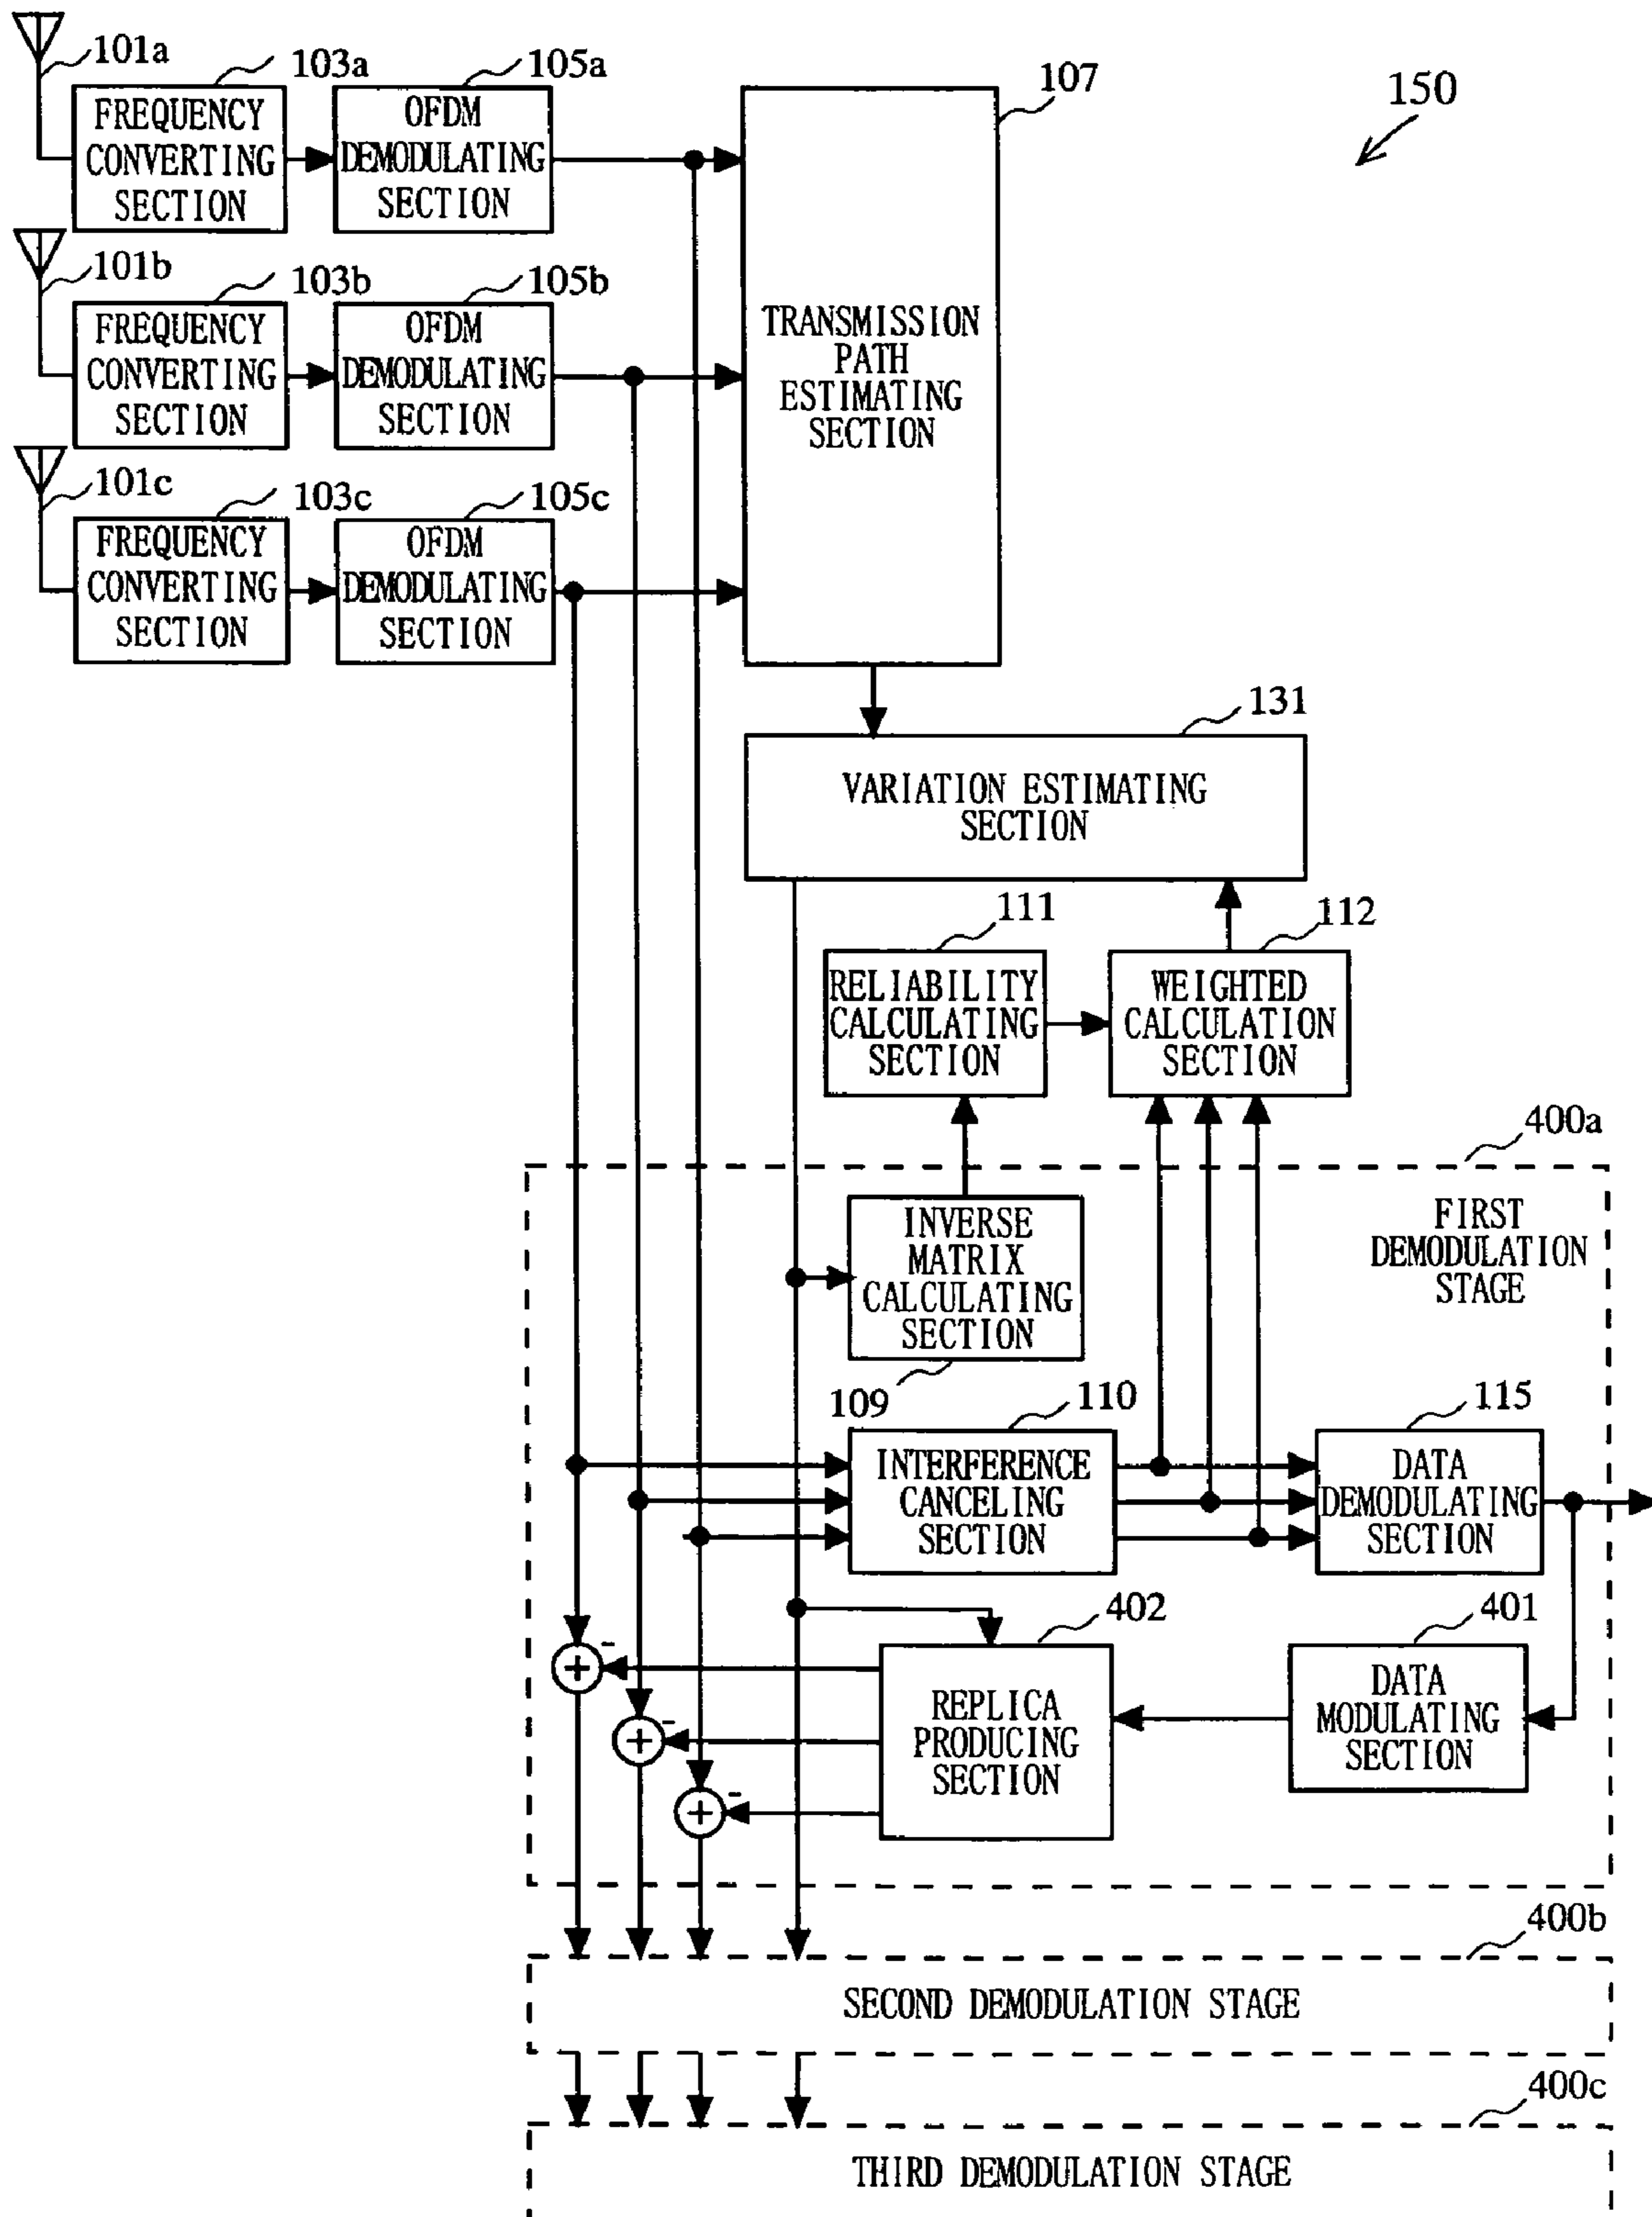 101a
103a
105a
107
150
FREQUENCY
CONVERTING
SECTION
OFDM
DEMODULATING
SECTION
101b
103b
105b
FREQUENCY
CONVERTING
SECTION
OFDM
DEMODULATING
SECTION
TRANSMISSION
PATH
ESTIMATING
SECTION
101c
103c
105c
FREQUENCY
CONVERTING
SECTION
OFDM
DEMODULATING
SECTION
131
VARIATION ESTIMATING
SECTION
111
112
RELIABILITY
CALCULATING
SECTION
WEIGHTED
CALCULATION
SECTION
400a
FIRST
DEMODULATION
STAGE
INVERSE
MATRIX
CALCULATING
SECTION
109
110
115
INTERFERENCE
CANCELING
SECTION
DATA
DEMODULATING
SECTION
402
401
-
+
-
+
-
+
REPLICA
PRODUCING
SECTION
DATA
MODULATING
SECTION
400b
SECOND DEMODULATION STAGE
400c
THIRD DEMODULATION STAGE